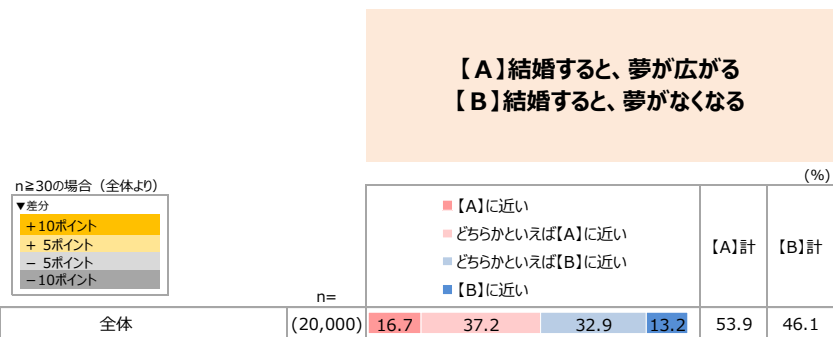 【A】結婚すると、夢が広がる
【B】結婚すると、夢がなくなる
(%)
n≧30の場合（全体より）
▼差分
+10ポイント
+ 5ポイント
− 5ポイント
−10ポイント
n=
【A】に近い
どちらかといえば【A】に近い
どちらかといえば【B】に近い
【B】に近い
【A】計
【B】計
全体 (20,000) 16.7 37.2 32.9 13.2 53.9 46.1